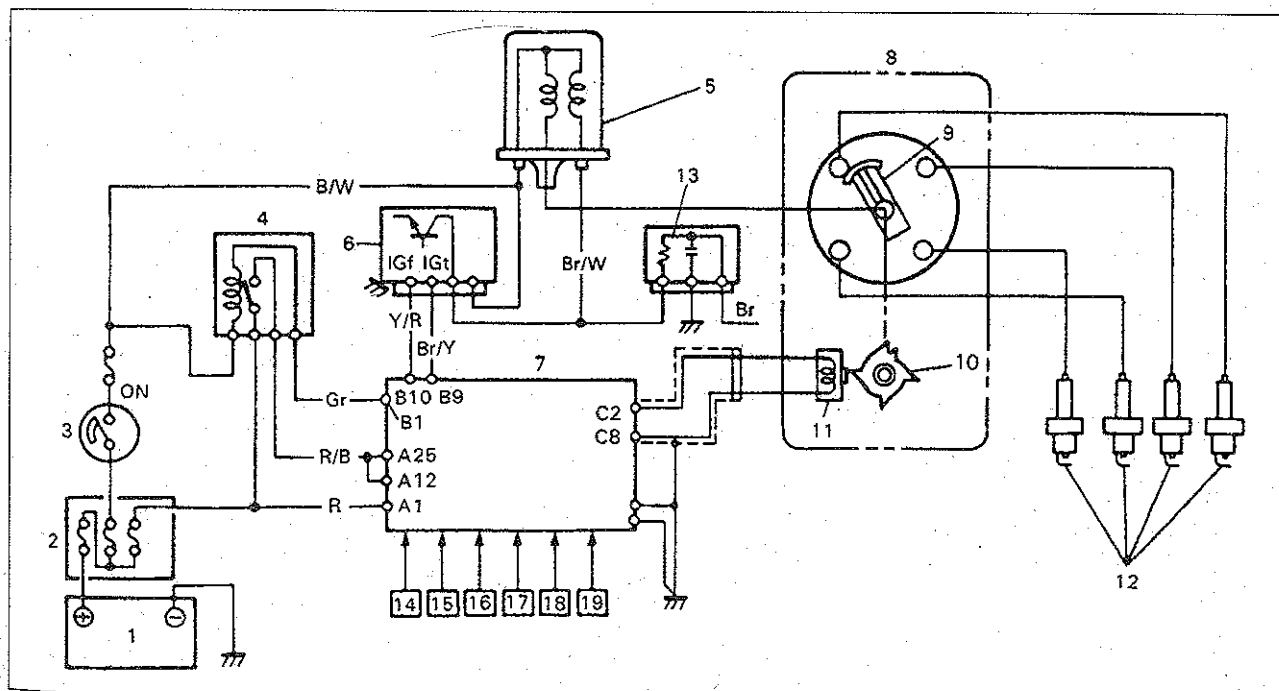 8
5
9
B/W
13
4
6
IGf IGt
Br/W
Y/R
Br
Br/Y
7
10
ON
Gr
B10 B9
B1
C2
11
3
C8
R/B
A25
A12
R
A1
2
12
14 15 16 17 18 19
+ −
1